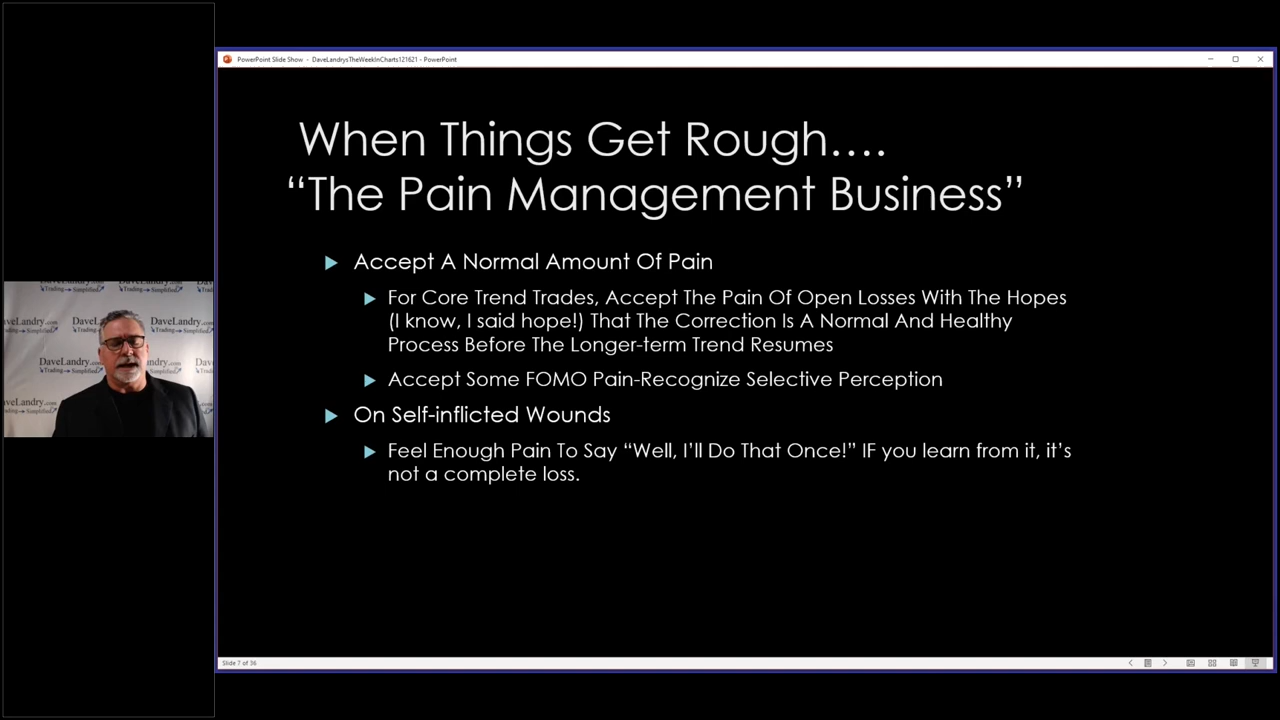 PowerPoint Slide Show - DaveLandrysTheWeekInCharts121621 - PowerPoint
When Things Get Rough….
“The Pain Management Business”
Accept A Normal Amount Of Pain
For Core Trend Trades, Accept The Pain Of Open Losses With The Hopes
(I know, I said hope!) That The Correction Is A Normal And Healthy
Process Before The Longer-term Trend Resumes
Accept Some FOMO Pain-Recognize Selective Perception
On Self-inflicted Wounds
Feel Enough Pain To Say “Well, I’ll Do That Once!” IF you learn from it, it’s
not a complete loss.
DaveLandry.com
Trading Simplified
Slide 7 of 36